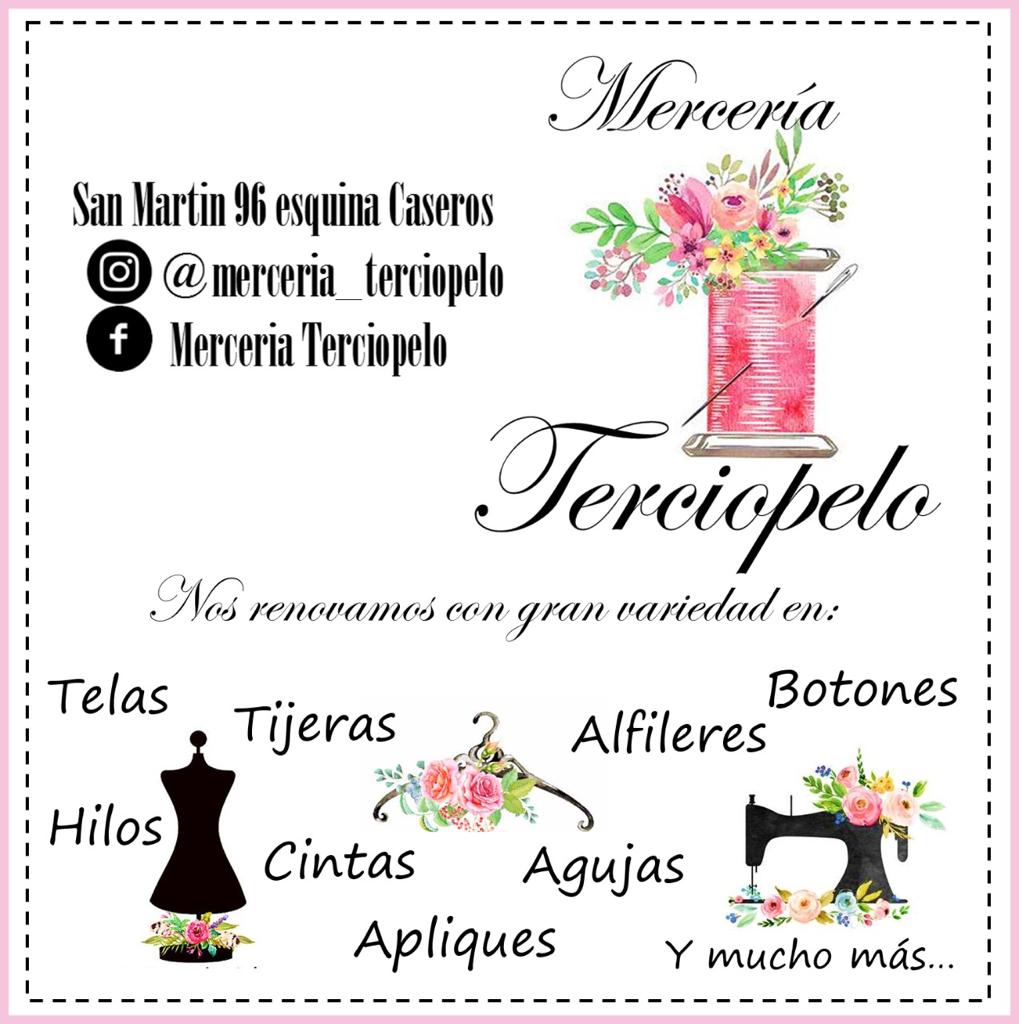 Mercería
San Martin 96 esquina Caseros
@merceria_terciopelo
Merceria Terciopelo
Terciopelo
Nos renovamos con gran variedad en:
Telas
Tijeras
Alfileres
Botones
Hilos
Cintas
Agujas
Apliques
Y mucho más...